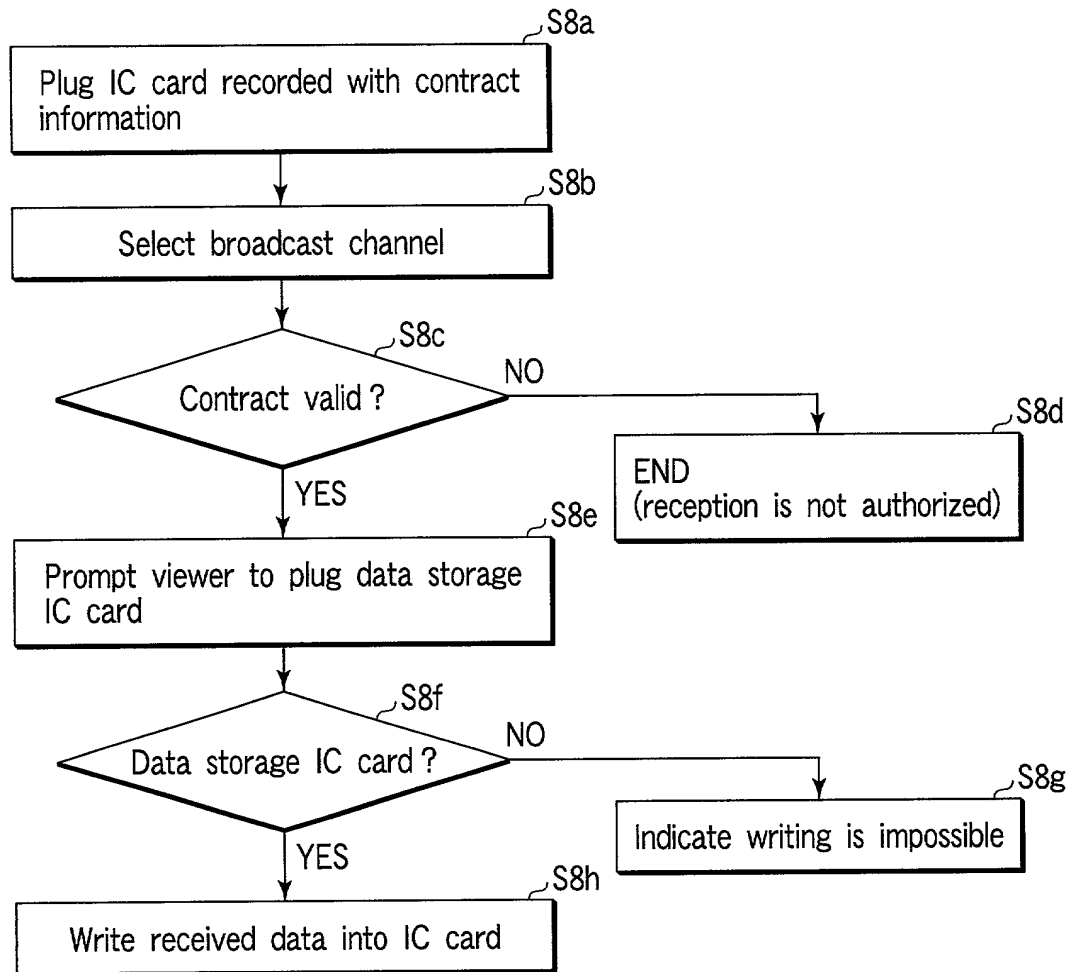 S8a
Plug IC card recorded with contract
information
S8b
Select broadcast channel
S8c
Contract valid ?
NO
S8d
END
(reception is not authorized)
YES
S8e
Prompt viewer to plug data storage
IC card
S8f
Data storage IC card ?
NO
S8g
Indicate writing is impossible
YES
S8h
Write received data into IC card